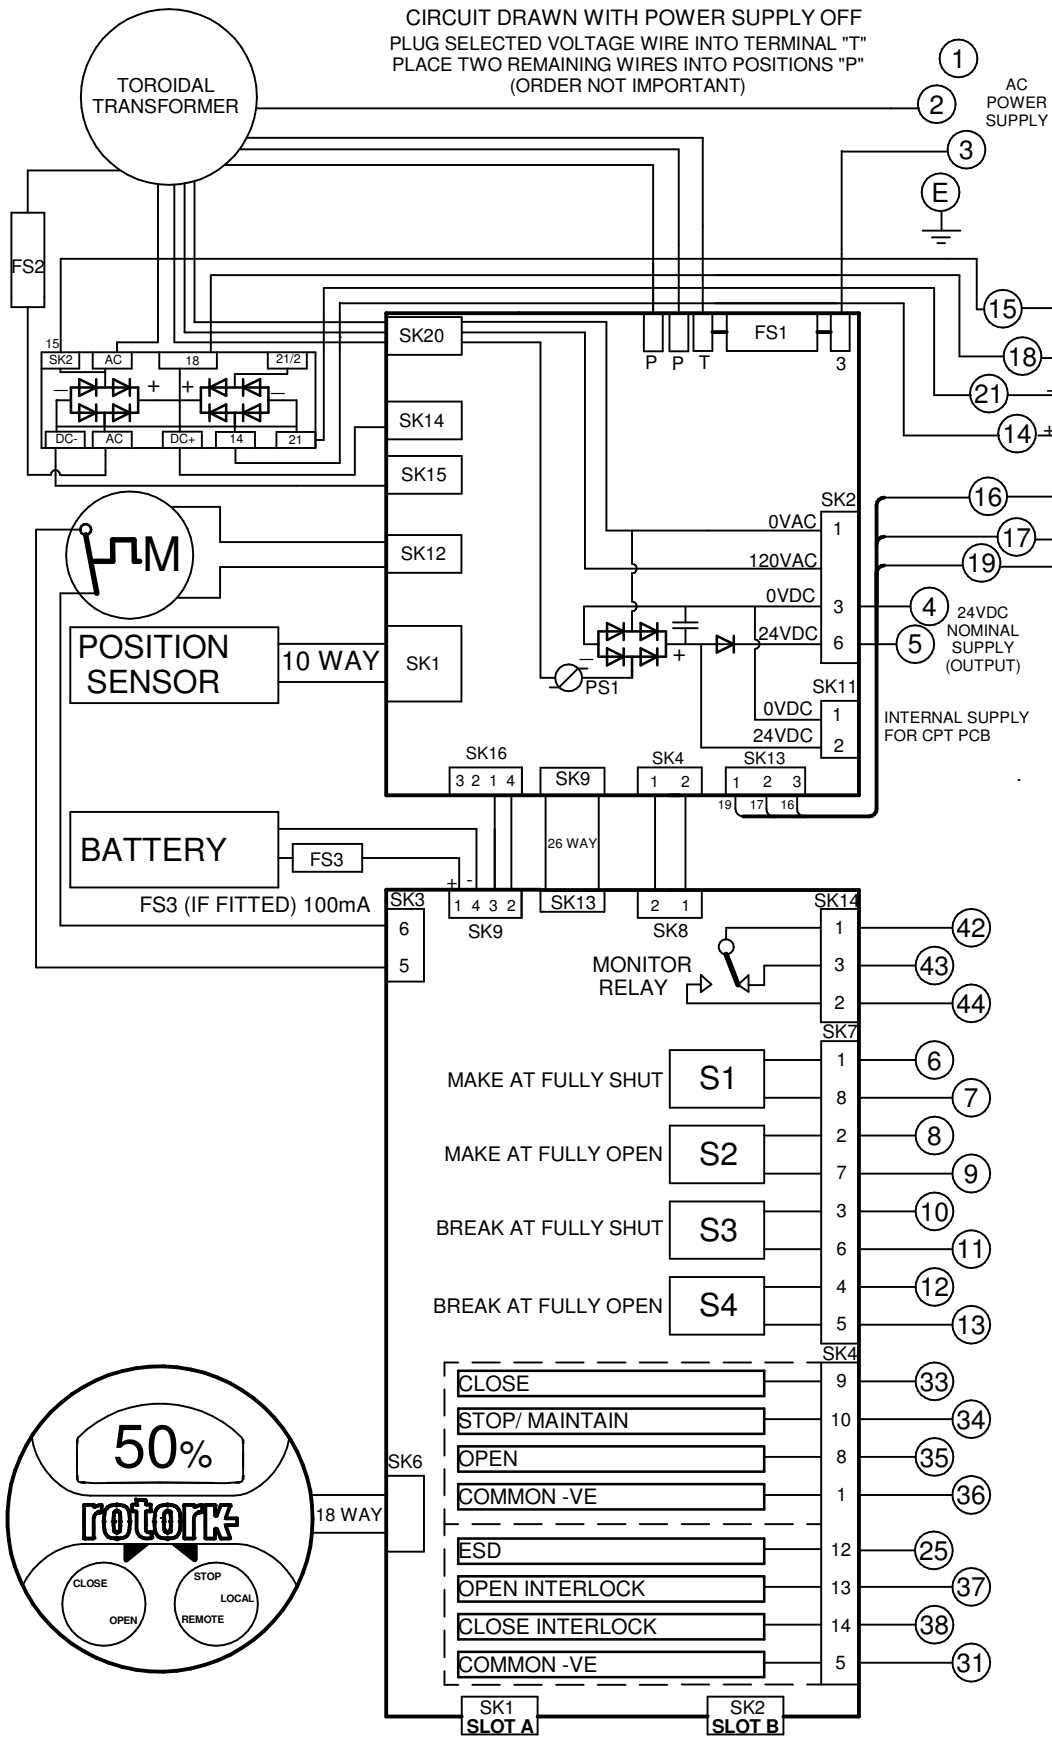 CIRCUIT DRAWN WITH POWER SUPPLY OFF
PLUG SELECTED VOLTAGE WIRE INTO TERMINAL "T"
PLACE TWO REMAINING WIRES INTO POSITIONS "P"
(ORDER NOT IMPORTANT)
TOROIDAL
TRANSFORMER
1
2
3
E
AC
POWER
SUPPLY
FS2
15
SK2 AC 18 21/2
— + + —
DC- AC DC+ 14 21
SK20
SK14
SK15
SK12
SK1
P P T FS1 3
15
18
21 -
14 +
16
17
19
M
POSITION
SENSOR
10 WAY
SK2
0VAC 1
120VAC
0VDC 3
24VDC 6
— +
PS1
4
5
24VDC
NOMINAL
SUPPLY
(OUTPUT)
SK11
0VDC 1
24VDC 2
INTERNAL SUPPLY
FOR CPT PCB
SK16
3 2 1 4
SK9
SK4
1 2
SK13
1 2 3
19 17 16
BATTERY
FS3
FS3 (IF FITTED) 100mA
26 WAY
+ -
SK3
6
5
1 4 3 2
SK9
SK13
2 1
SK8
SK14
1
3
2
MONITOR
RELAY
42
43
44
SK7
MAKE AT FULLY SHUT S1 1 6
8 7
MAKE AT FULLY OPEN S2 2 8
7 9
BREAK AT FULLY SHUT S3 3 10
6 11
BREAK AT FULLY OPEN S4 4 12
5 13
SK4
CLOSE 9 33
STOP/ MAINTAIN 10 34
OPEN 8 35
COMMON -VE 1 36
ESD 12 25
OPEN INTERLOCK 13 37
CLOSE INTERLOCK 14 38
COMMON -VE 5 31
50%
rotork
CLOSE
OPEN
STOP
LOCAL
REMOTE
18 WAY
SK6
SK1
SLOT A
SK2
SLOT B